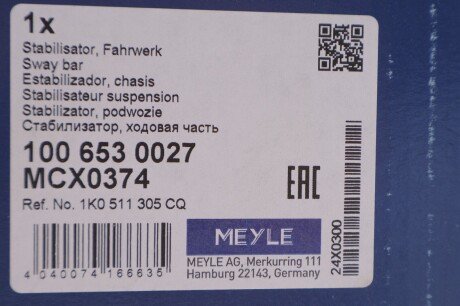 1x
Stabilisator, Fahrwerk
Sway bar
Estabilizador, chasis
Stabilisateur suspension
Stabilizator, podwozie
Стабилизатор, ходовая часть
100 653 0027
MCX0374
Ref. No. 1K0 511 305 CQ
EAC
MEYLE
MEYLE AG, Merkurring 111
Hamburg 22143, Germany
24X0300
4 040074 166635